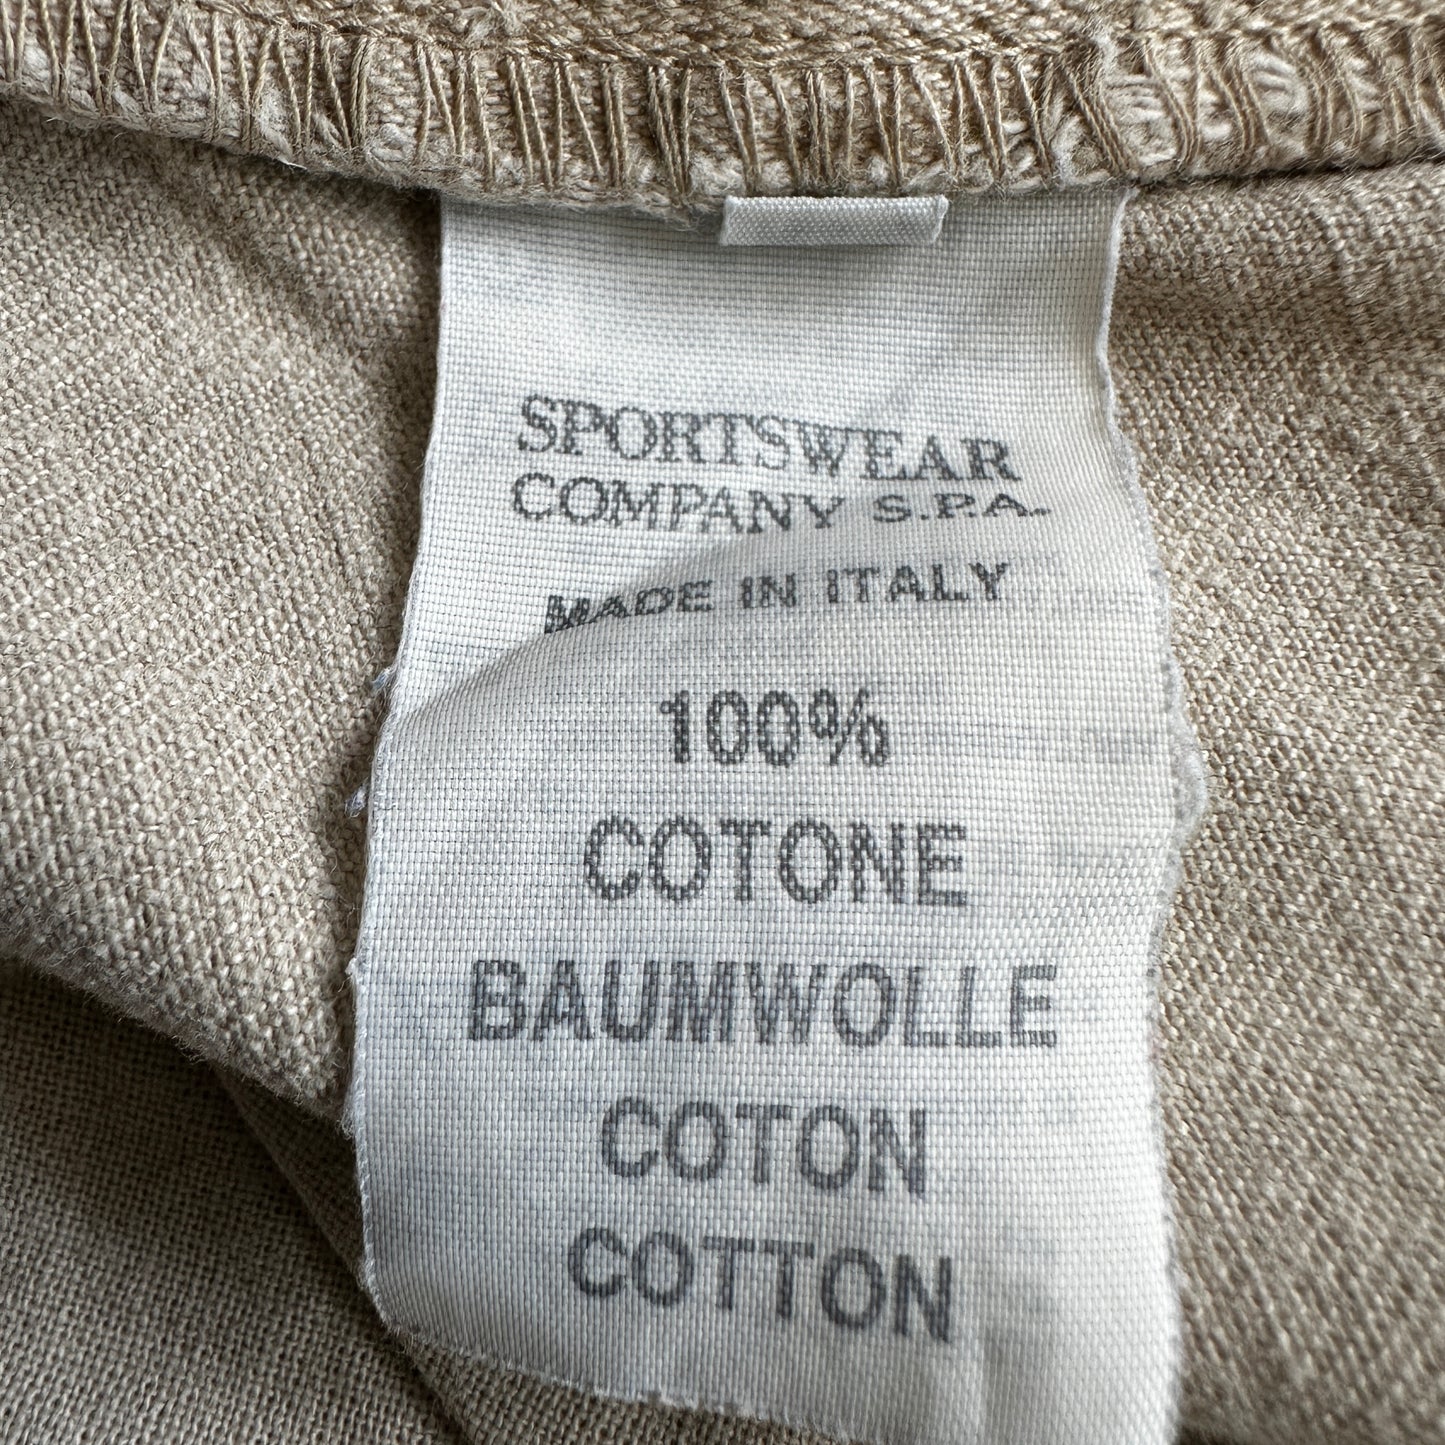 SPORTSWEAR
COMPANY S.P.A.
MADE IN ITALY
100%
COTONE
BAUMWOLLE
COTON
COTTON